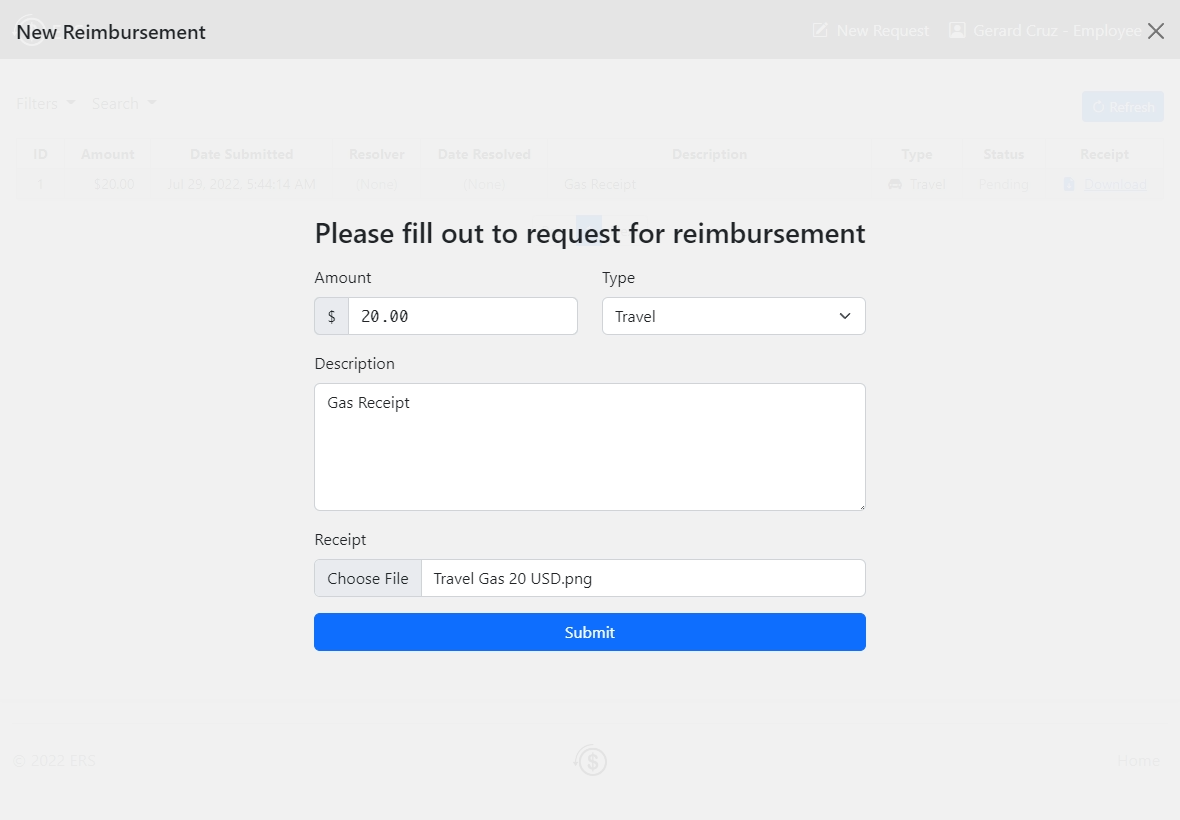 New Reimbursement
New Request Gerard Cruz - Employee
Filters Search
Refresh
ID Amount Date Submitted Resolver Date Resolved Description Type Status Receipt
1 $20.00 Jul 29, 2022, 5:44:14 AM (None) (None) Gas Receipt Travel Pending Download
Please fill out to request for reimbursement
Amount Type
$ 20.00 Travel
Description
Gas Receipt
Receipt
Choose File Travel Gas 20 USD.png
Submit
© 2022 ERS $ Home